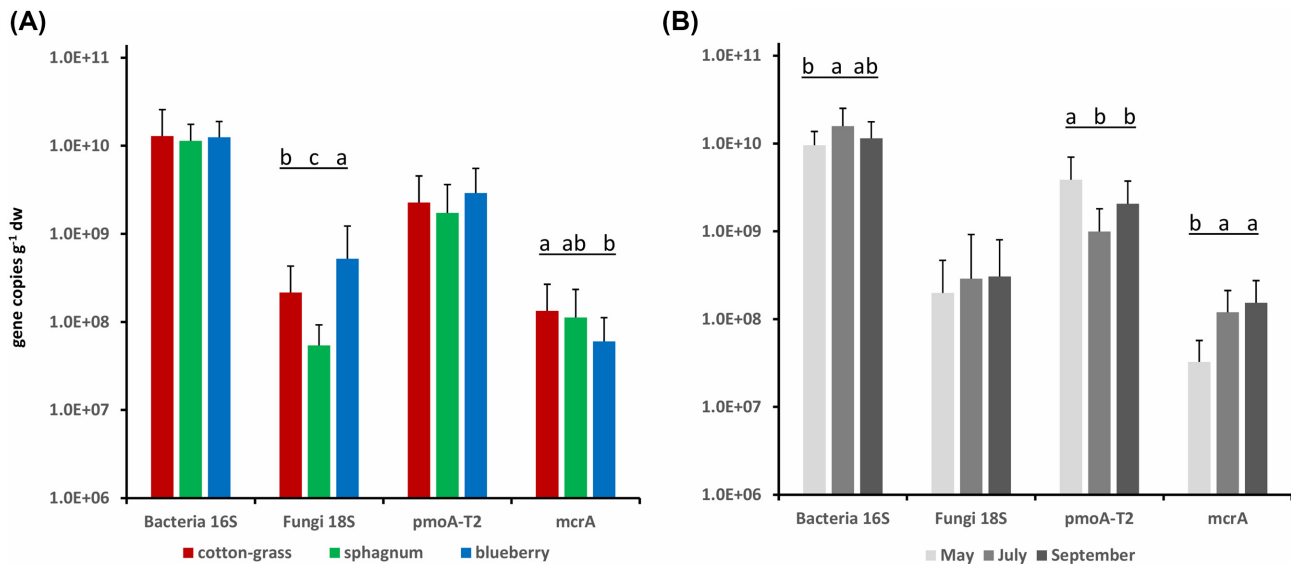 (A)
gene copies g⁻¹ dw
1.0E+11
1.0E+10
1.0E+09
1.0E+08
1.0E+07
1.0E+06
b c a
a ab b
Bacteria 16S Fungi 18S pmoA-T2 mcrA
cotton-grass sphagnum blueberry
(B)
1.0E+11
1.0E+10
1.0E+09
1.0E+08
1.0E+07
1.0E+06
b a ab
a b b
b a a
Bacteria 16S Fungi 18S pmoA-T2 mcrA
May July September